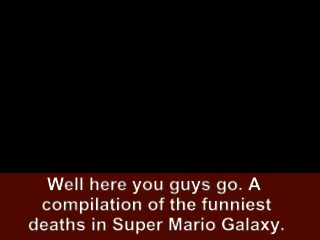 Well here you guys go. A
compilation of the funniest
deaths in Super Mario Galaxy.